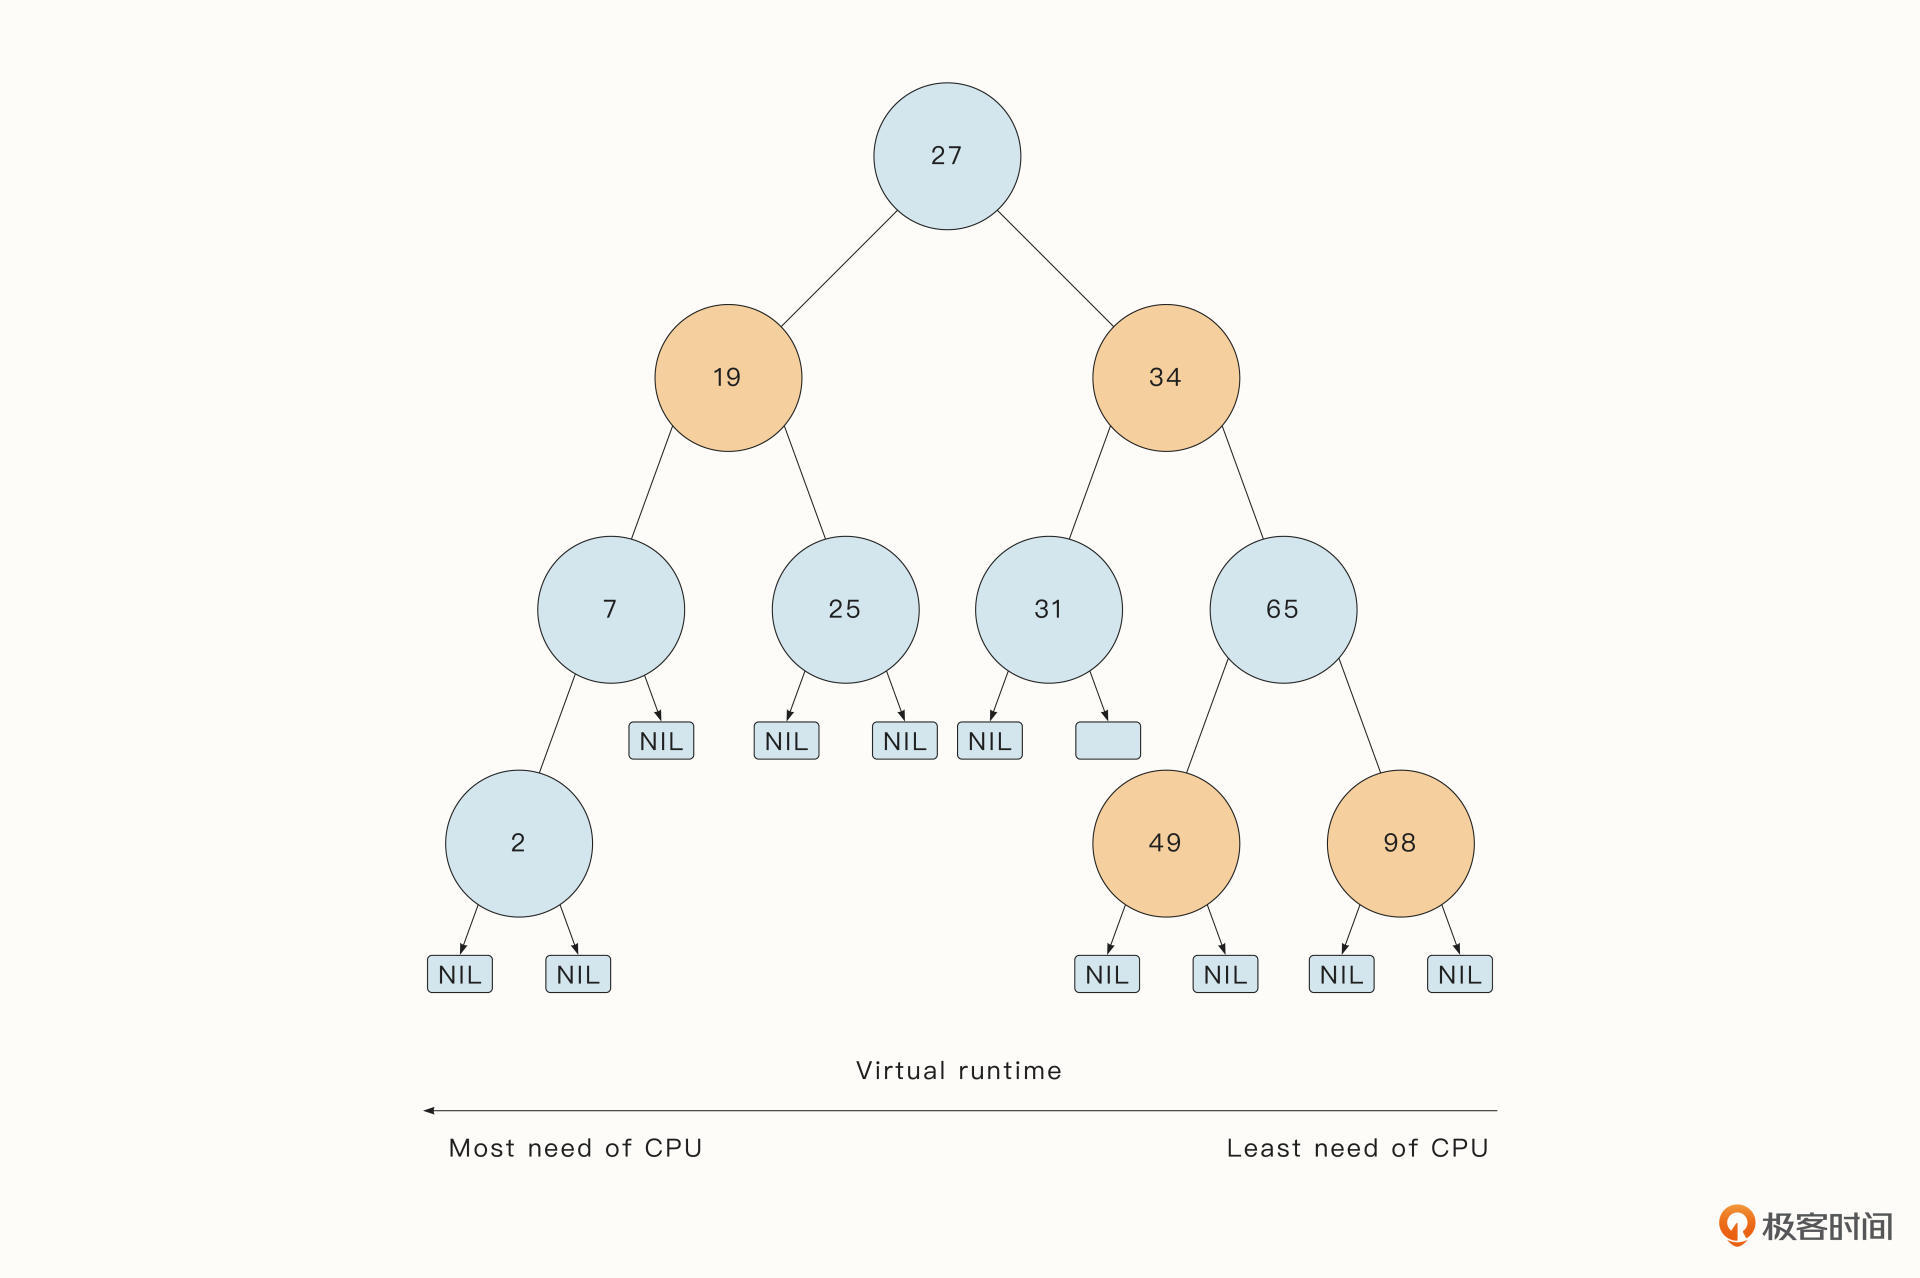 27
19
34
7
25
31
65
NIL
NIL
NIL
NIL
2
49
98
NIL
NIL
NIL
NIL
NIL
NIL
Virtual runtime
Most need of CPU
Least need of CPU
极客时间